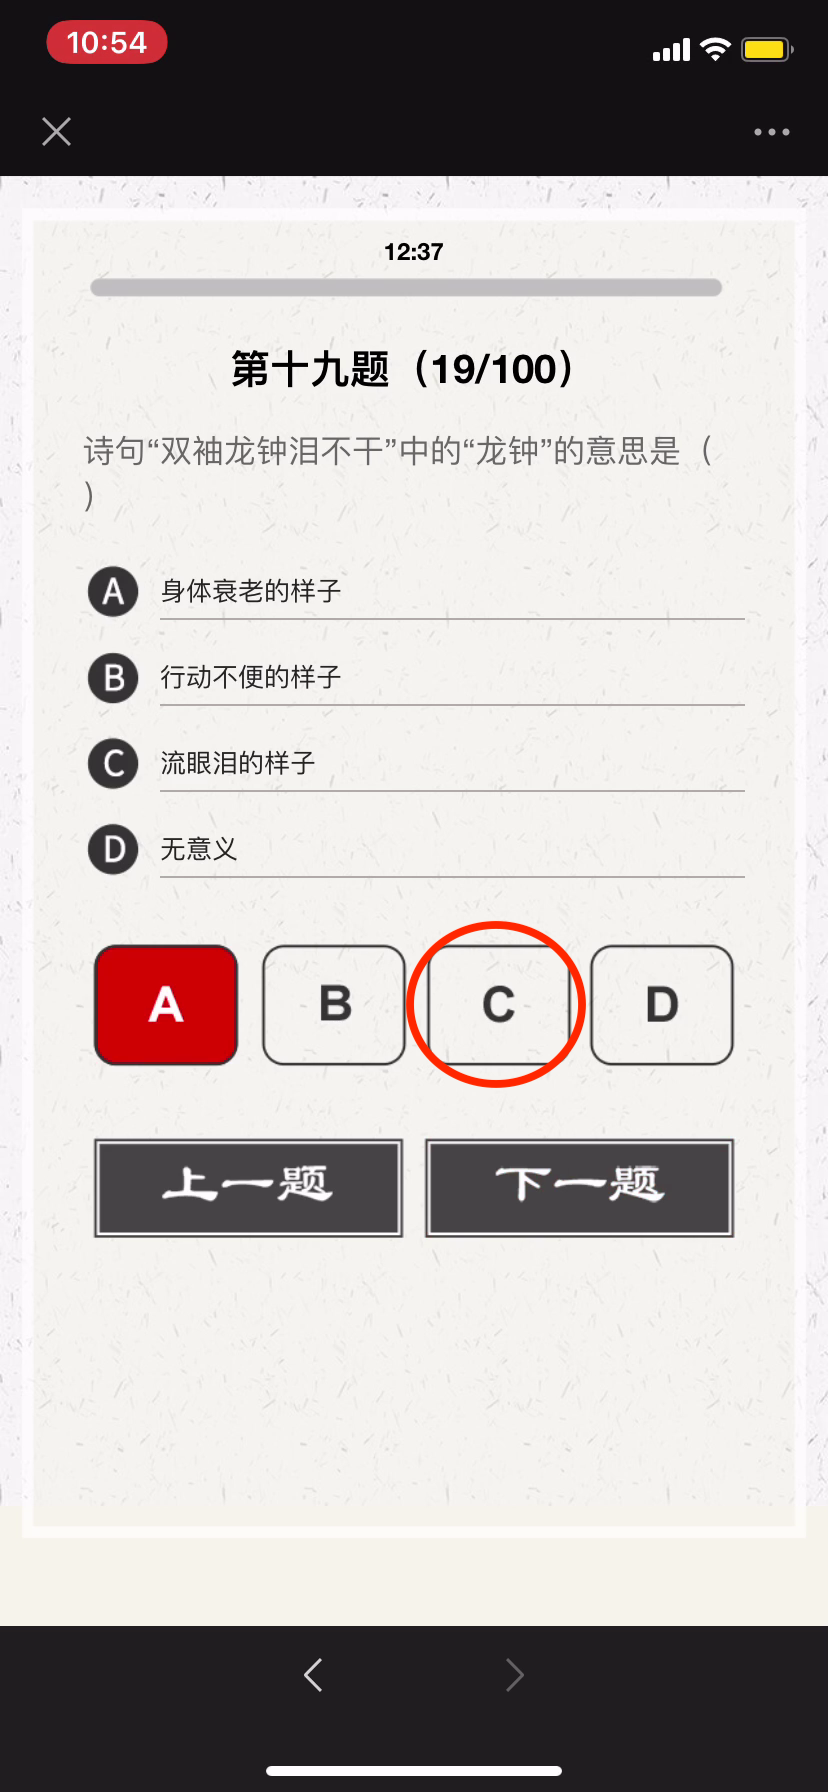 10:54
12:37
第十九题（19/100）
诗句“双袖龙钟泪不干”中的“龙钟”的意思是（
）
A 身体衰老的样子
B 行动不便的样子
C 流眼泪的样子
D 无意义
A B C D
上一题 下一题